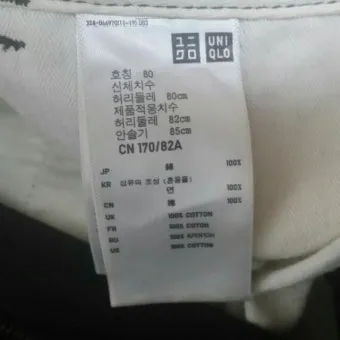 ユニ UNI
クロ QLO
호칭 80
신체치수
허리둘레 80cm
제품적용치수
허리둘레 82cm
안솔기 85cm
CN 170/82A
JP 綿 100%
KR 섬유의 조성 (혼용율)
면 100%
CN 棉 100%
UK 100% COTTON
FR 100% COTON
RU 100%
US 100% COTTON